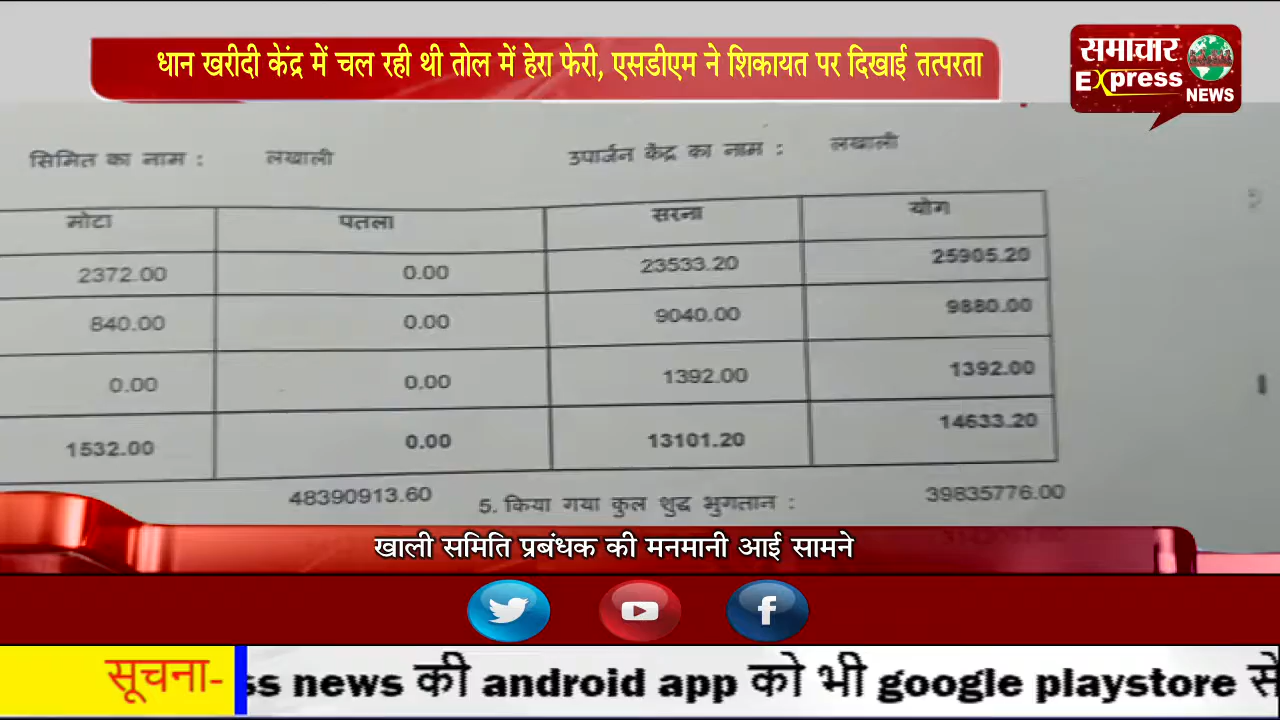 धान खरीदी केंद्र में चल रही थी तोल में हेरा फेरी, एसडीएम ने शिकायत पर दिखाई तत्परता
समाचार
Express
NEWS
सिमित का नाम : लखाली उपार्जन केंद्र का नाम : लखाली
मोटा पतला सरना योग
2372.00 0.00 23533.20 25905.20
840.00 0.00 9040.00 9880.00
0.00 0.00 1392.00 1392.00
1532.00 0.00 13101.20 14633.20
48390913.60 5. किया गया कुल शुद्ध भुगतान : 39835776.00
खाली समिति प्रबंधक की मनमानी आई सामने
सूचना- ss news की android app को भी google playstore से